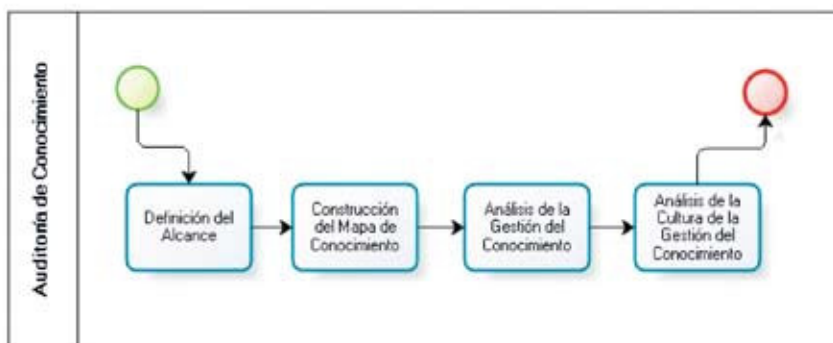 Auditoría de Conocimiento
Definición del
Alcance
Construcción
del Mapa de
Conocimiento
Análisis de la
Gestión del
Conocimiento
Análisis de la
Cultura de la
Gestión del
Conocimiento